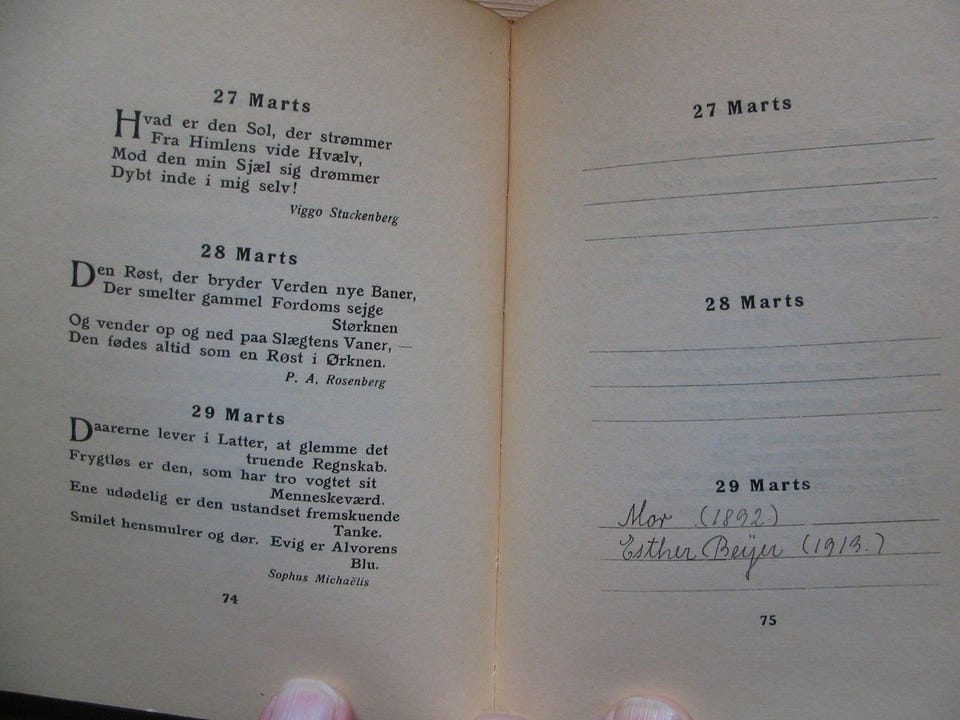 27 Marts
Hvad er den Sol, der strømmer
Fra Himlens vide Hvælv,
Mod den min Sjæl sig drømmer
Dybt inde i mig selv!
Viggo Stuckenberg
28 Marts
Den Røst, der bryder Verden nye Baner,
Der smelter gammel Fordoms sejge
Størknen
Og vender op og ned paa Slægtens Vaner, —
Den fødes altid som en Røst i Ørknen.
P. A. Rosenberg
29 Marts
Daarerne lever i Latter, at glemme det
truende Regnskab.
Frygtløs er den, som har tro vogtet sit
Menneskeværd.
Ene udødelig er den ustandset fremskuende
Tanke.
Smilet hensmulrer og dør. Evig er Alvorens
Blu.
Sophus Michaëlis
74
27 Marts
28 Marts
29 Marts
Mor (1892.)
Esther Beijer (1913.)
75